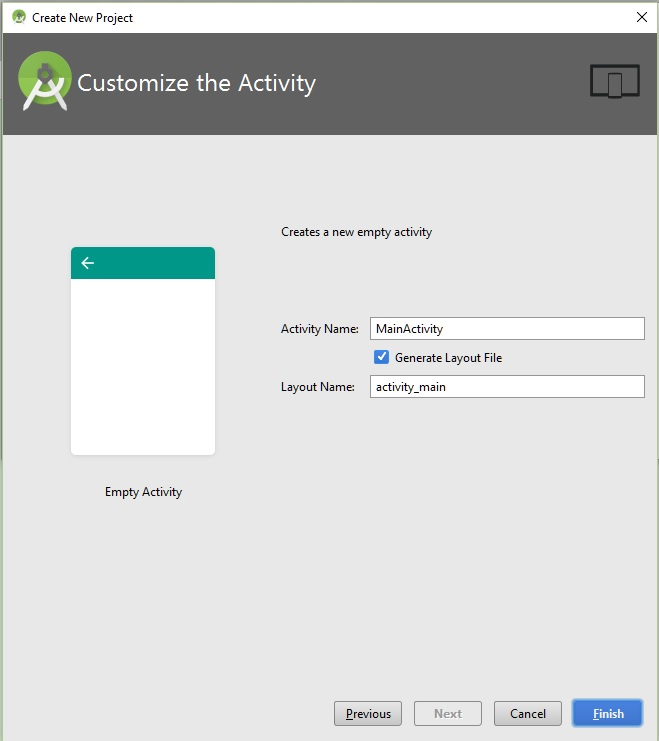 Create New Project
Customize the Activity
Creates a new empty activity
Activity Name: MainActivity
Generate Layout File
Layout Name: activity_main
Empty Activity
Previous Next Cancel Finish